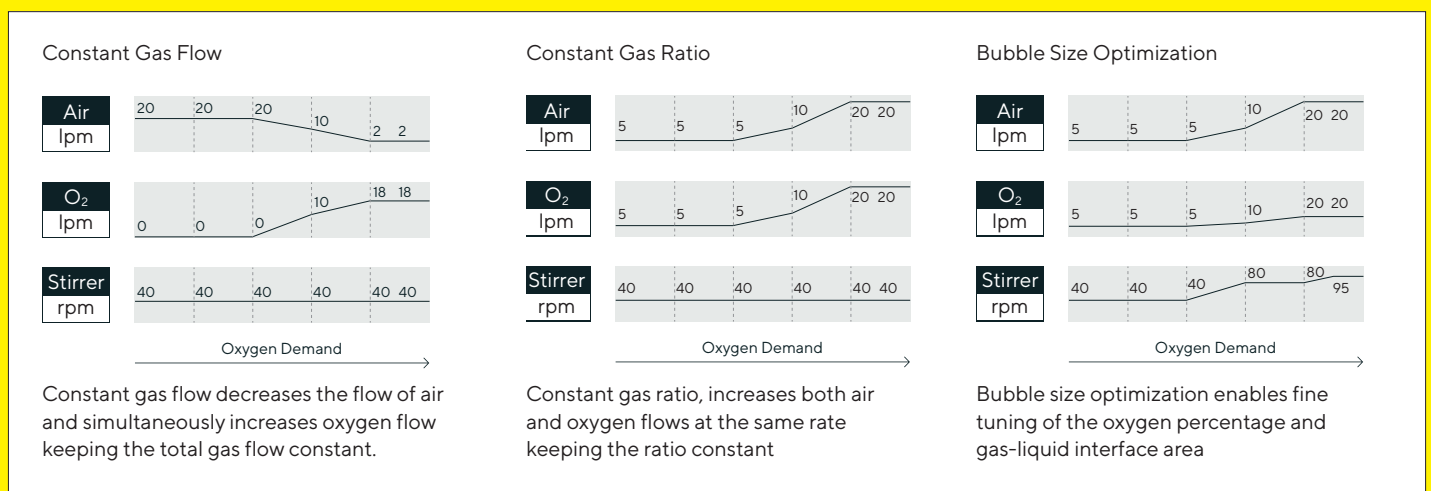 Constant Gas Flow
Air
lpm
20 20 20 10 2 2
O₂
lpm
0 0 0 10 18 18
Stirrer
rpm
40 40 40 40 40 40
Oxygen Demand
Constant gas flow decreases the flow of air
and simultaneously increases oxygen flow
keeping the total gas flow constant.
Constant Gas Ratio
Air
lpm
5 5 5 10 20 20
O₂
lpm
5 5 5 10 20 20
Stirrer
rpm
40 40 40 40 40 40
Oxygen Demand
Constant gas ratio, increases both air
and oxygen flows at the same rate
keeping the ratio constant
Bubble Size Optimization
Air
lpm
5 5 5 10 20 20
O₂
lpm
5 5 5 10 20 20
Stirrer
rpm
40 40 40 80 80 95
Oxygen Demand
Bubble size optimization enables fine
tuning of the oxygen percentage and
gas-liquid interface area